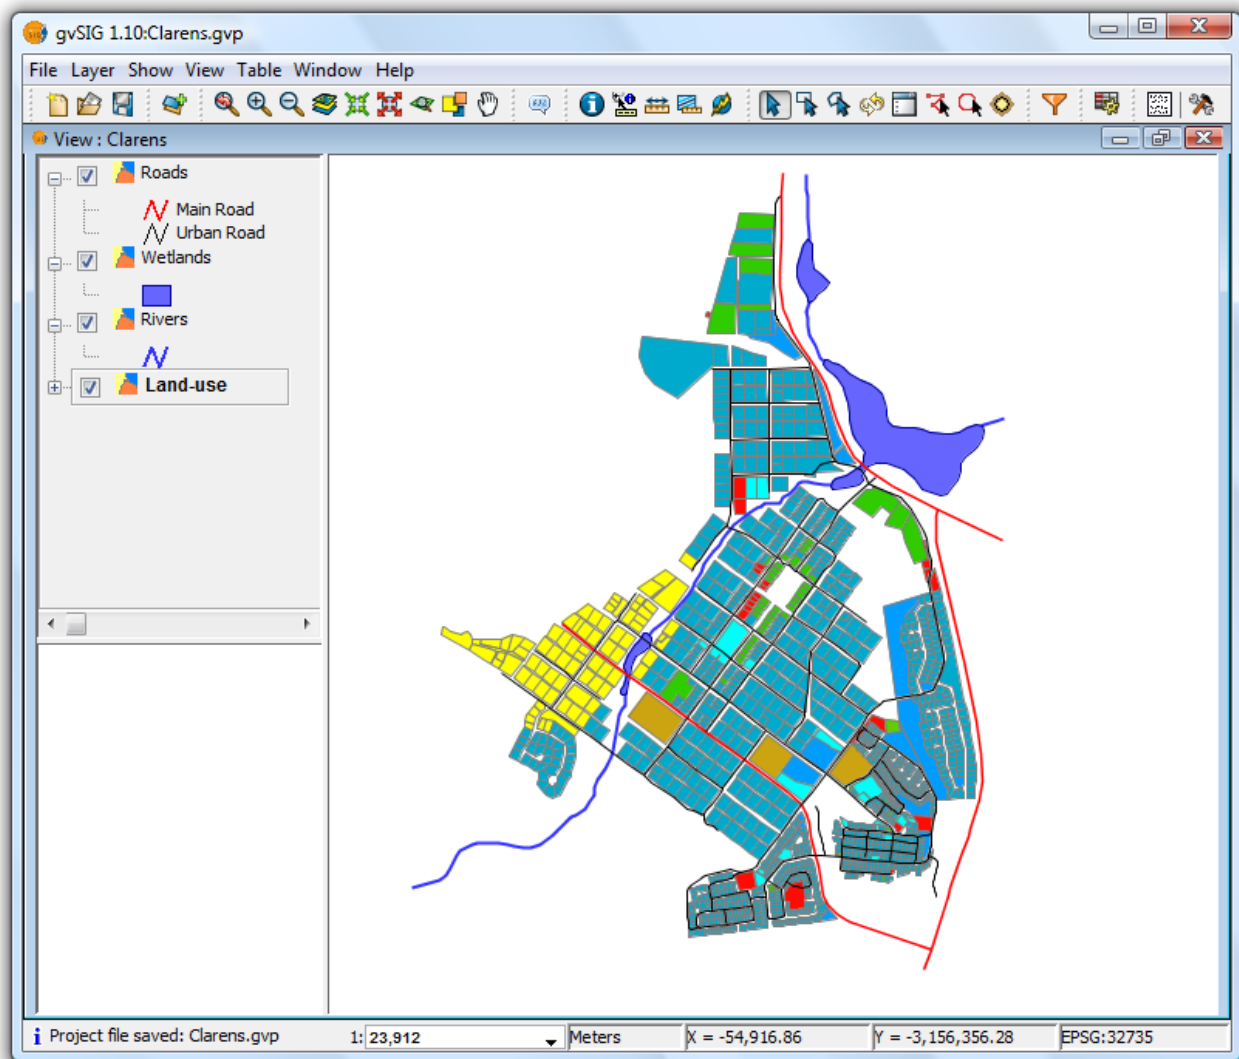 gvSIG 1.10:Clarens.gvp
File Layer Show View Table Window Help
View : Clarens
Roads
Main Road
Urban Road
Wetlands
Rivers
Land-use
Project file saved: Clarens.gvp 1: 23,912 Meters X = -54,916.86 Y = -3,156,356.28 EPSG:32735